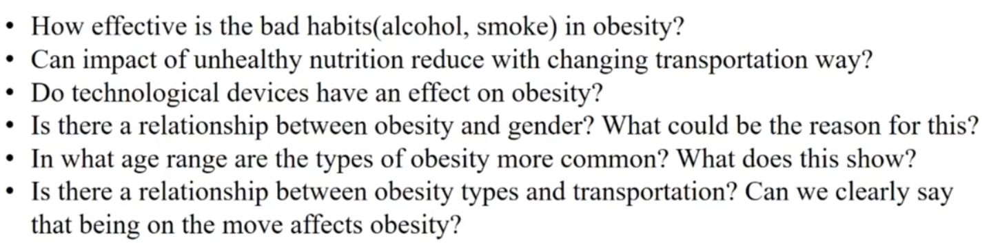 • How effective is the bad habits(alcohol, smoke) in obesity?
• Can impact of unhealthy nutrition reduce with changing transportation way?
• Do technological devices have an effect on obesity?
• Is there a relationship between obesity and gender? What could be the reason for this?
• In what age range are the types of obesity more common? What does this show?
• Is there a relationship between obesity types and transportation? Can we clearly say
that being on the move affects obesity?